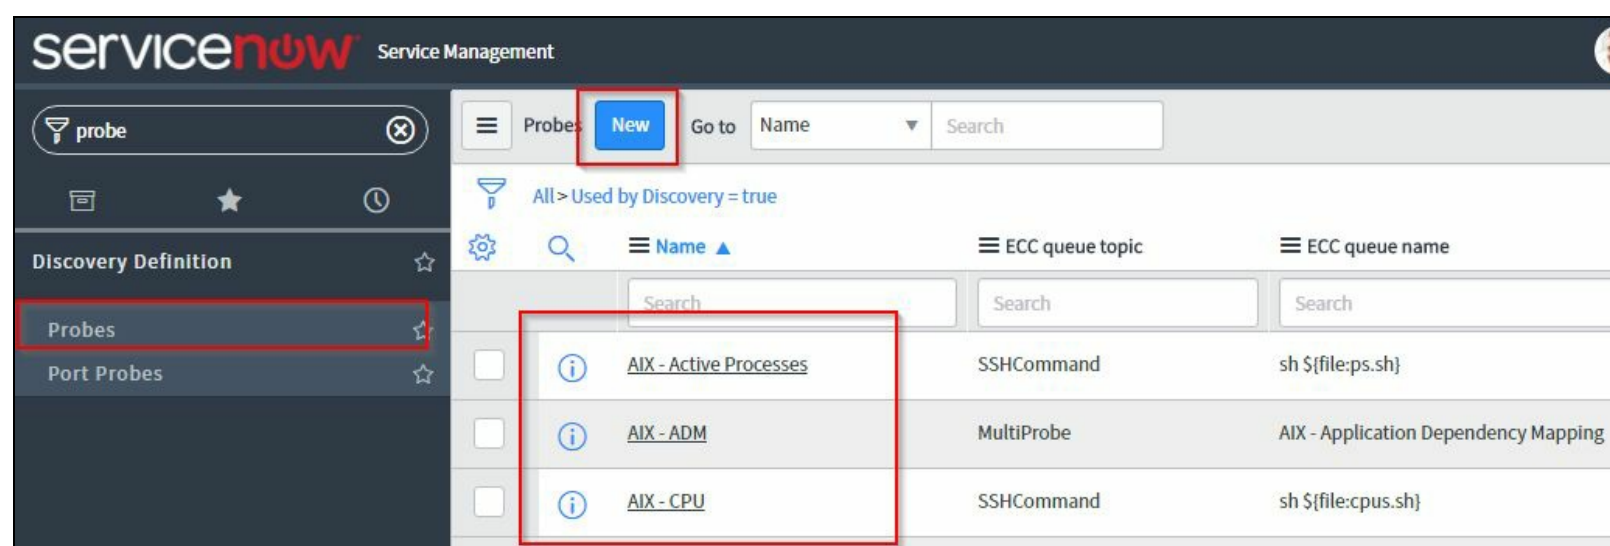 servicenow Service Management
probe
Probes New Go to Name Search
All > Used by Discovery = true
Discovery Definition
Probes
Port Probes
Name ECC queue topic ECC queue name
Search Search Search
AIX - Active Processes SSHCommand sh ${file:ps.sh}
AIX - ADM MultiProbe AIX - Application Dependency Mapping
AIX - CPU SSHCommand sh ${file:cpus.sh}